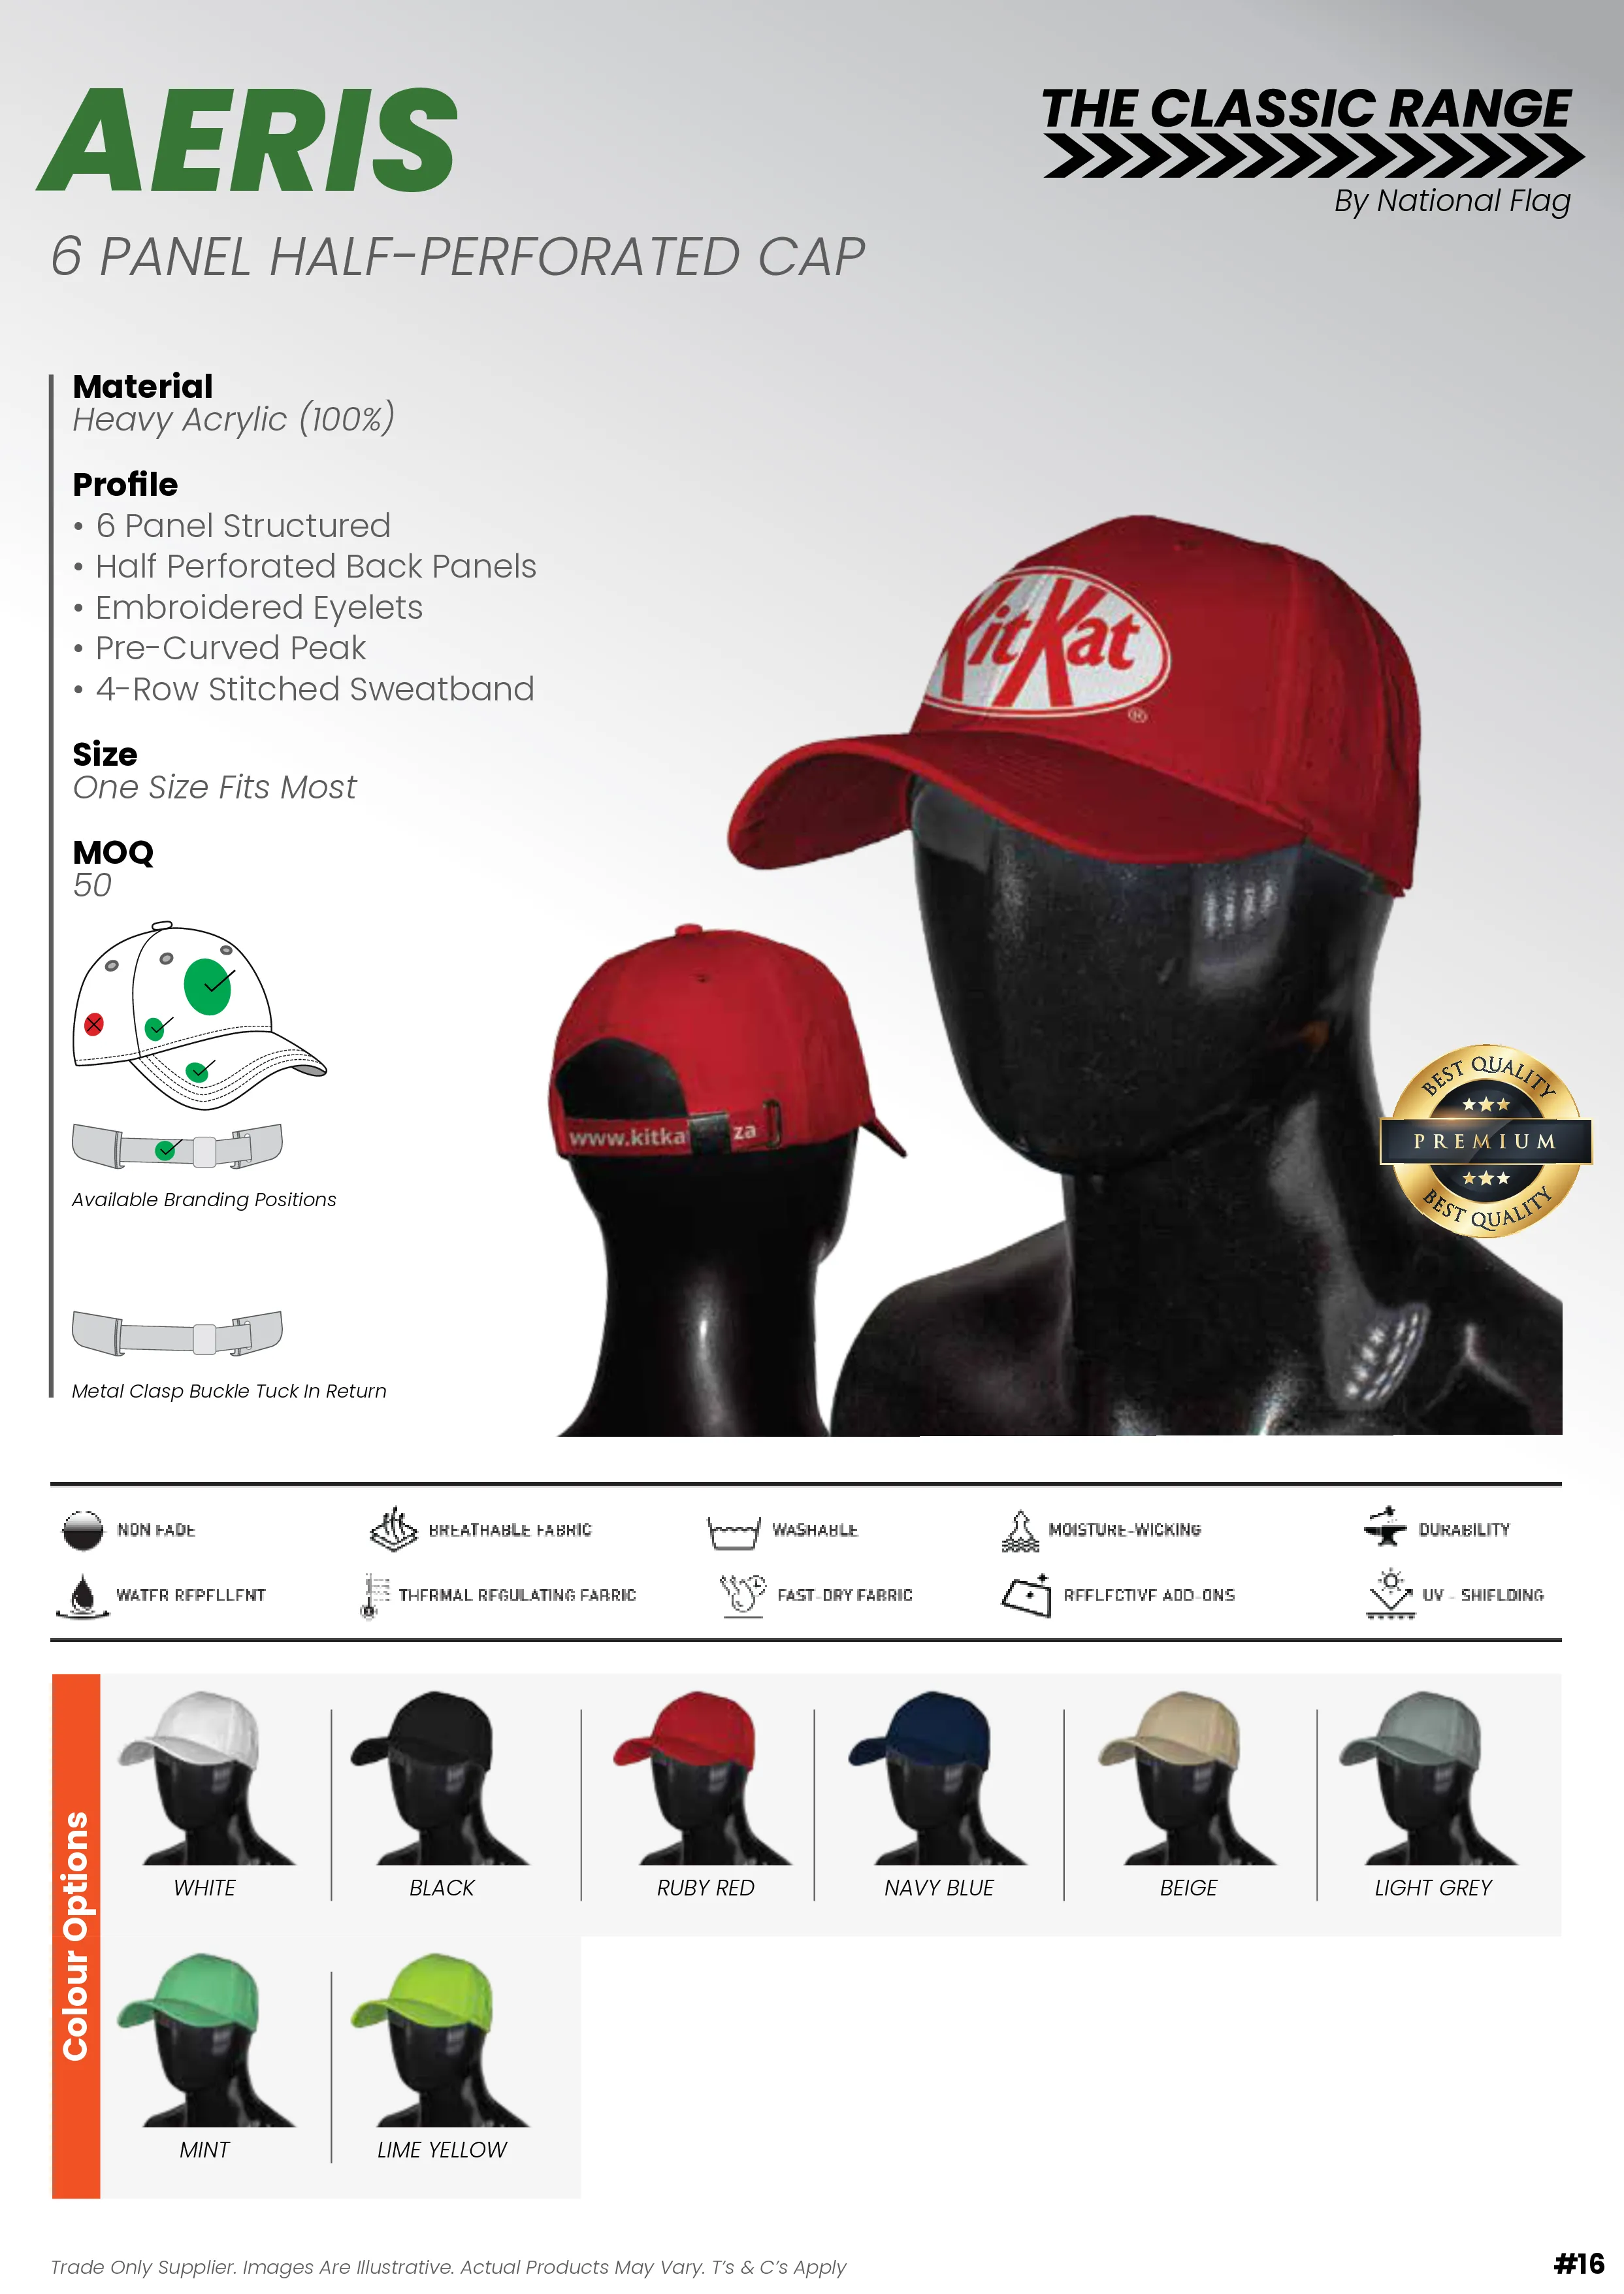 AERIS
THE CLASSIC RANGE
By National Flag
6 PANEL HALF-PERFORATED CAP
Material
Heavy Acrylic (100%)
Profile
• 6 Panel Structured
• Half Perforated Back Panels
• Embroidered Eyelets
• Pre-Curved Peak
• 4-Row Stitched Sweatband
Size
One Size Fits Most
MOQ
50
KitKat
®
www.kitka za
BEST QUALITY
PREMIUM
BEST QUALITY
Available Branding Positions
Metal Clasp Buckle Tuck In Return
NON FADE
BREATHABLE FABRIC
WASHABLE
MOISTURE-WICKING
DURABILITY
WATER REPELLENT
THERMAL REGULATING FABRIC
FAST-DRY FABRIC
REFLECTIVE ADD-ONS
UV - SHIELDING
Colour Options
WHITE
BLACK
RUBY RED
NAVY BLUE
BEIGE
LIGHT GREY
MINT
LIME YELLOW
Trade Only Supplier. Images Are Illustrative. Actual Products May Vary. T's & C's Apply
#16